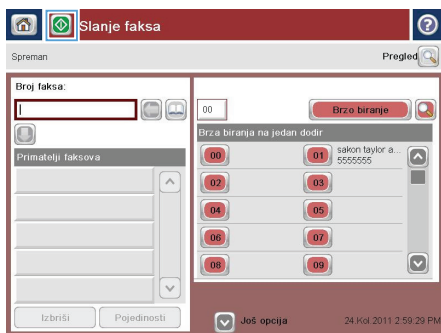 Slanje faksa
Spreman
Pregled
Broj faksa:
Primatelji faksova
Izbriši
Pojedinosti
00
Brzo biranje
Brza biranja na jedan dodir
00
01 sakon taylor a...
5555555
02
03
04
05
06
07
08
09
Još opcija
24 Kol 2011 2:59:29 PM